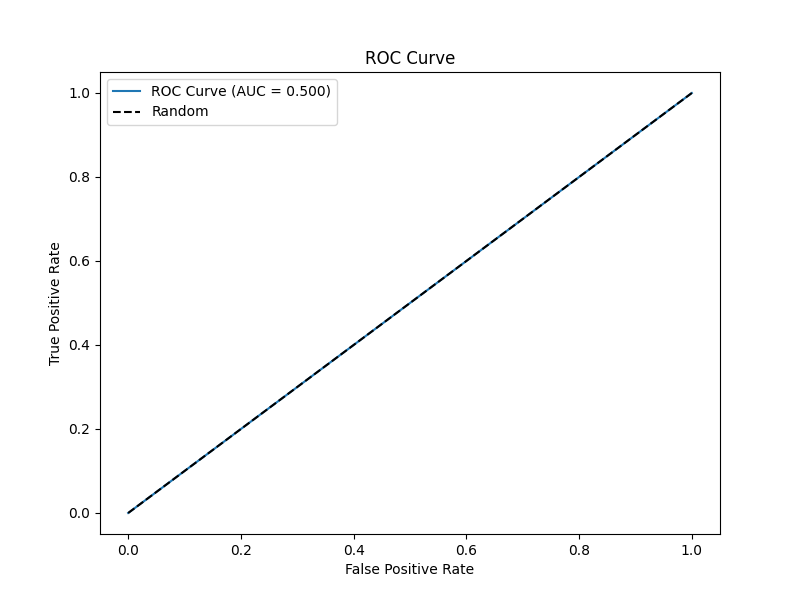 ROC Curve
ROC Curve (AUC = 0.500)
Random
True Positive Rate
1.0
0.8
0.6
0.4
0.2
0.0
0.0 0.2 0.4 0.6 0.8 1.0
False Positive Rate